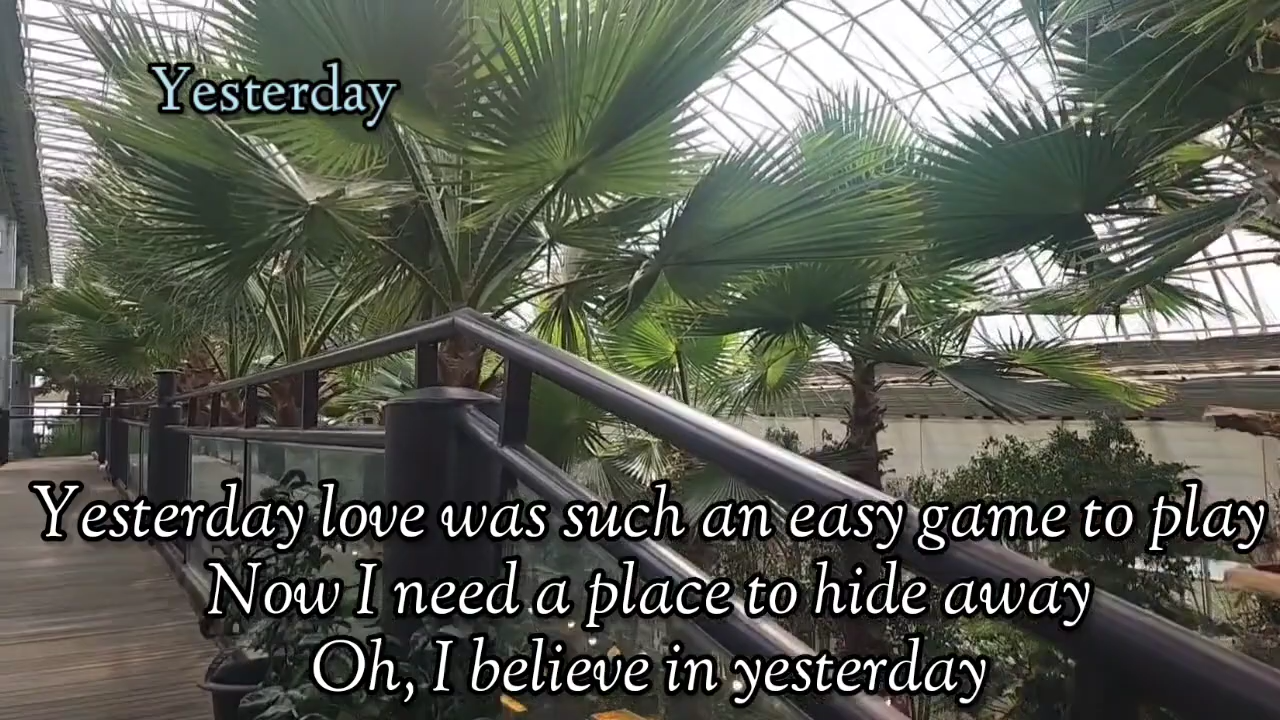 Yesterday
Yesterday love was such an easy game to play
Now I need a place to hide away
Oh, I believe in yesterday